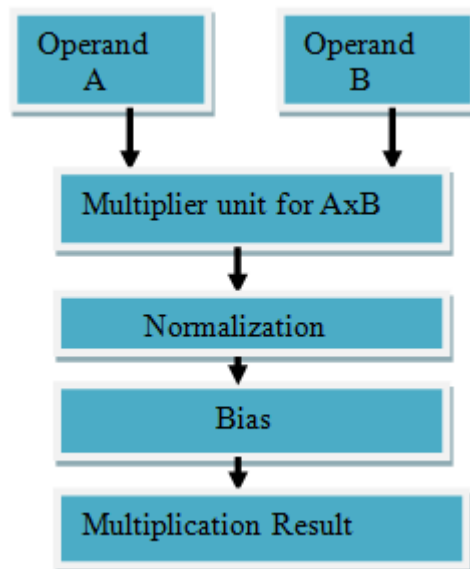 Operand
A
Operand
B
Multiplier unit for AxB
Normalization
Bias
Multiplication Result